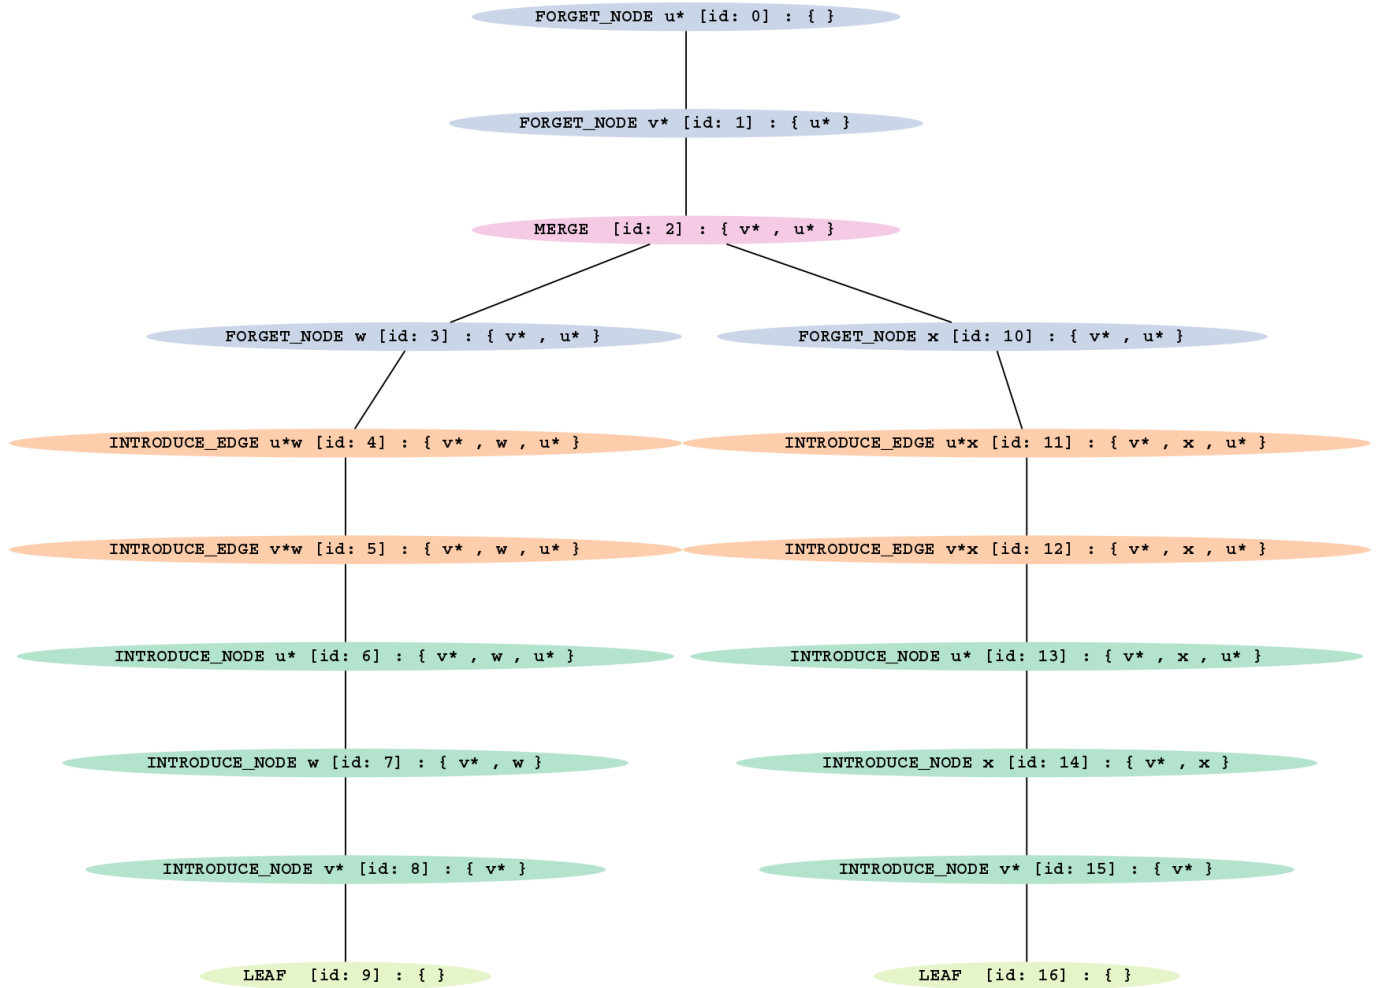 FORGET_NODE u* [id: 0] : { }
FORGET_NODE v* [id: 1] : { u* }
MERGE  [id: 2] : { v* , u* }
FORGET_NODE w [id: 3] : { v* , u* }
FORGET_NODE x [id: 10] : { v* , u* }
INTRODUCE_EDGE u*w [id: 4] : { v* , w , u* }
INTRODUCE_EDGE u*x [id: 11] : { v* , x , u* }
INTRODUCE_EDGE v*w [id: 5] : { v* , w , u* }
INTRODUCE_EDGE v*x [id: 12] : { v* , x , u* }
INTRODUCE_NODE u* [id: 6] : { v* , w , u* }
INTRODUCE_NODE u* [id: 13] : { v* , x , u* }
INTRODUCE_NODE w [id: 7] : { v* , w }
INTRODUCE_NODE x [id: 14] : { v* , x }
INTRODUCE_NODE v* [id: 8] : { v* }
INTRODUCE_NODE v* [id: 15] : { v* }
LEAF  [id: 9] : { }
LEAF  [id: 16] : { }